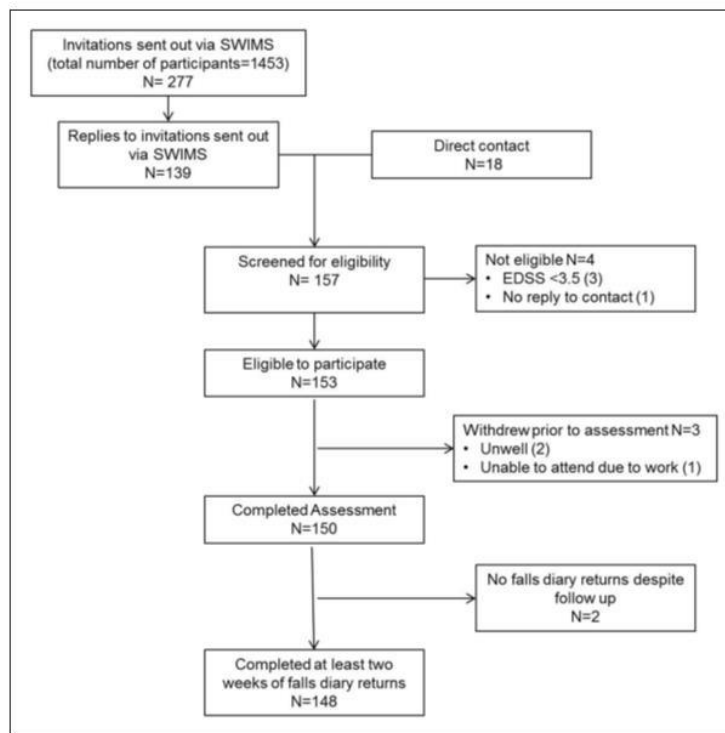 Invitations sent out via SWIMS
(total number of participants=1453)
N= 277
Replies to invitations sent out
via SWIMS
N=139
Direct contact
N=18
Screened for eligibility
N= 157
Not eligible N=4
• EDSS <3.5 (3)
• No reply to contact (1)
Eligible to participate
N=153
Withdrew prior to assessment N=3
• Unwell (2)
• Unable to attend due to work (1)
Completed Assessment
N=150
No falls diary returns despite
follow up
N=2
Completed at least two
weeks of falls diary returns
N=148